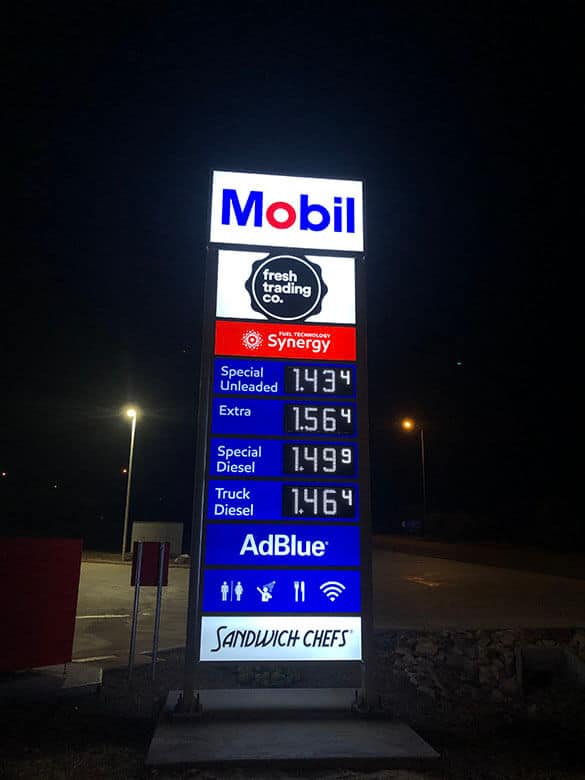 Mobil
fresh
trading
co.
FUEL TECHNOLOGY
Synergy
Special
Unleaded 1.43⁴
Extra 1.56⁴
Special
Diesel 1.49⁹
Truck
Diesel 1.46⁴
AdBlue®
SANDWICH CHEFS®